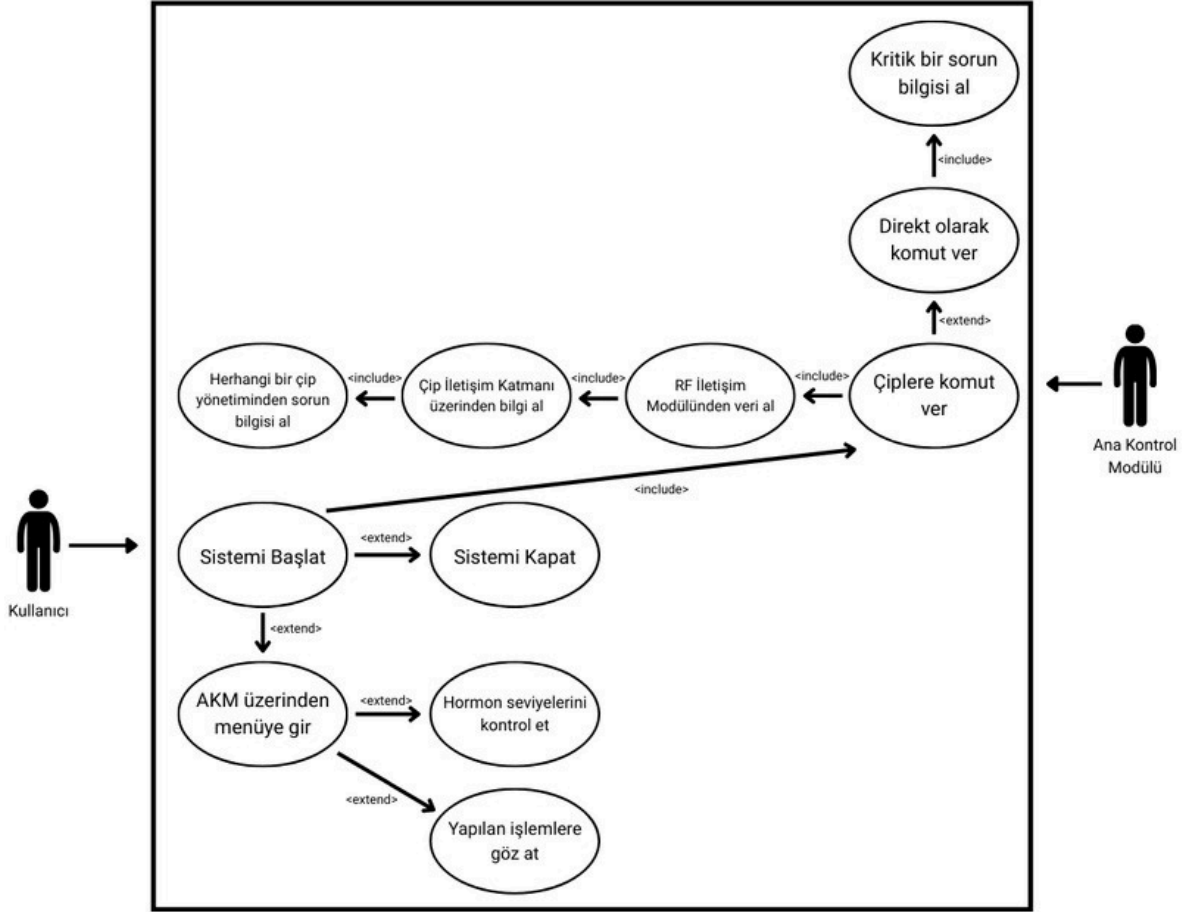 Kritik bir sorun
bilgisi al
<include>
Direkt olarak
komut ver
<extend>
Herhangi bir çip
yönetiminden sorun
bilgisi al
<include>
Çip İletişim Katmanı
üzerinden bilgi al
<include>
RF İletişim
Modülünden veri al
<include>
Çiplere komut
ver
Ana Kontrol
Modülü
<include>
Kullanıcı
Sistemi Başlat
<extend>
Sistemi Kapat
<extend>
AKM üzerinden
menüye gir
<extend>
Hormon seviyelerini
kontrol et
<extend>
Yapılan işlemlere
göz at